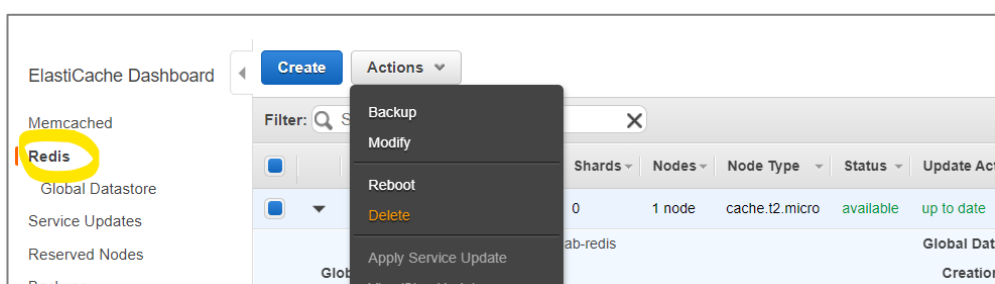 ElastiCache Dashboard
Create Actions
Memcached
Filter: S
Redis
Global Datastore
Service Updates
Reserved Nodes
Backup
Modify
Reboot
Delete
Apply Service Update
Shards Nodes Node Type Status Update Act
0 1 node cache.t2.micro available up to date
ab-redis Global Dat
Glob Creation